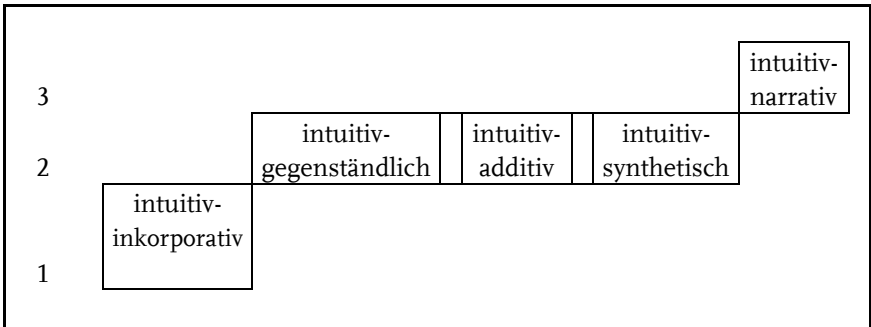 intuitiv-
3 narrativ
intuitiv- intuitiv- intuitiv-
2 gegenständlich additiv synthetisch
intuitiv-
inkorporativ
1